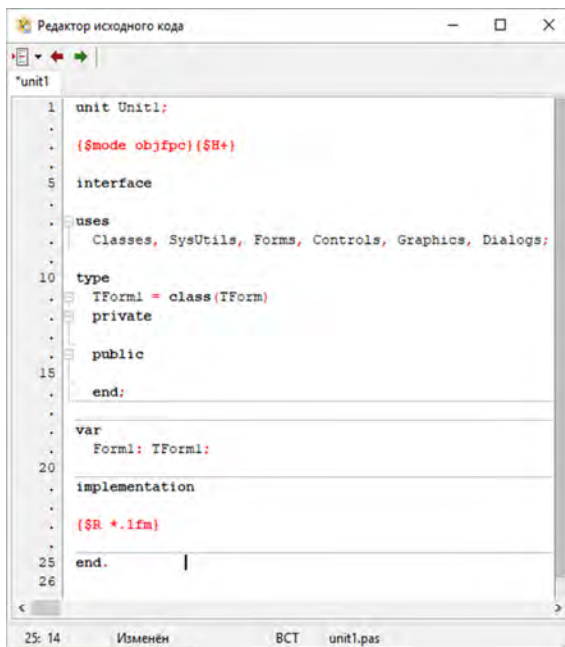 Редактор исходного кода
*unit1
1 unit Unit1;
.
. {$mode objfpc}{$H+}
.
5 interface
.
. uses
. Classes, SysUtils, Forms, Controls, Graphics, Dialogs;
.
10 type
. TForm1 = class(TForm)
. private
.
. public
15
. end;
.
. var
. Form1: TForm1;
20
. implementation
.
. {$R *.lfm}
.
25 end.
26
25: 14 Изменён ВСТ unit1.pas